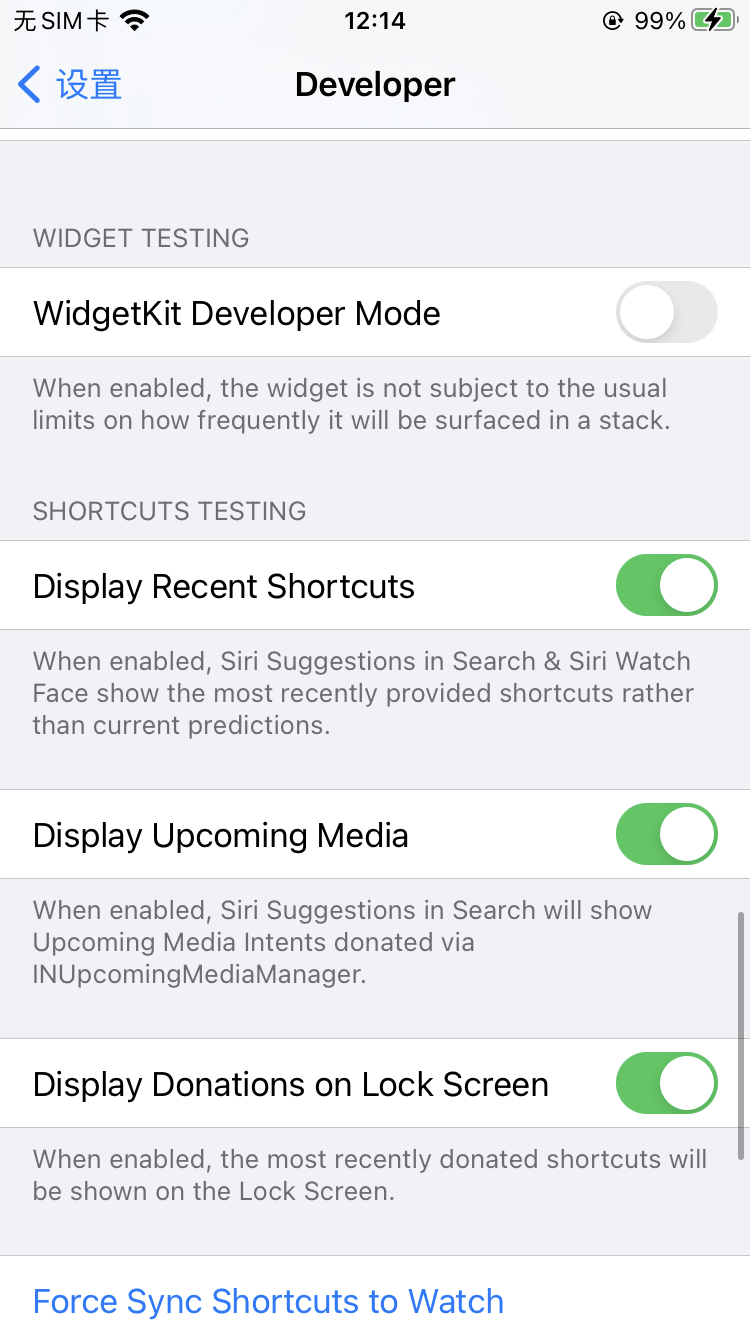 无SIM卡
12:14
99%
设置
Developer
WIDGET TESTING
WidgetKit Developer Mode
When enabled, the widget is not subject to the usual
limits on how frequently it will be surfaced in a stack.
SHORTCUTS TESTING
Display Recent Shortcuts
When enabled, Siri Suggestions in Search & Siri Watch
Face show the most recently provided shortcuts rather
than current predictions.
Display Upcoming Media
When enabled, Siri Suggestions in Search will show
Upcoming Media Intents donated via
INUpcomingMediaManager.
Display Donations on Lock Screen
When enabled, the most recently donated shortcuts will
be shown on the Lock Screen.
Force Sync Shortcuts to Watch